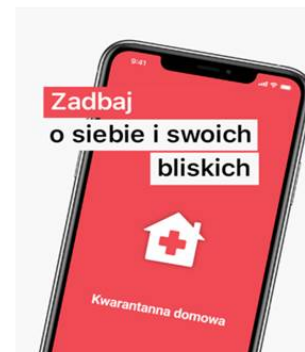 9:41
Zadbaj
o siebie i swoich
bliskich
Kwarantanna domowa